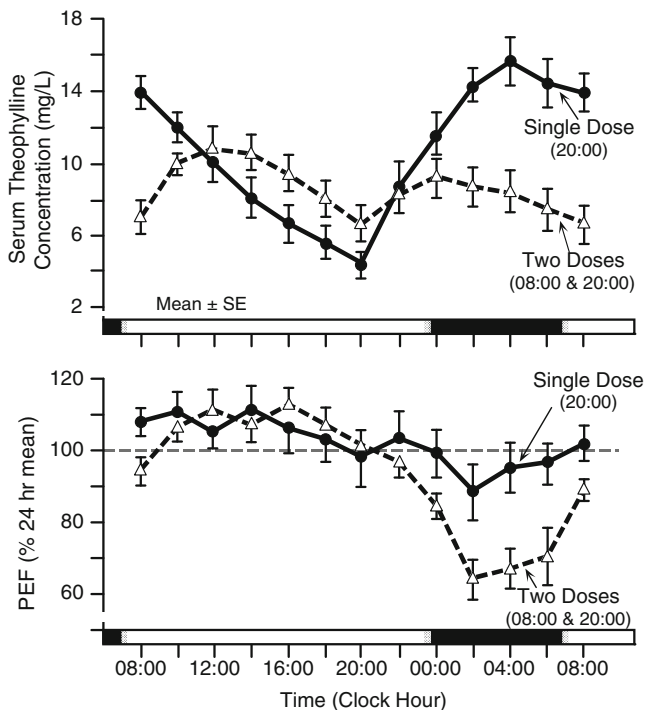 18
14
10
6
2
Serum Theophylline
Concentration (mg/L)
Single Dose
(20:00)
Two Doses
(08:00 & 20:00)
Mean ± SE
120
100
80
60
PEF (% 24 hr mean)
Single Dose
(20:00)
Two Doses
(08:00 & 20:00)
08:00 12:00 16:00 20:00 00:00 04:00 08:00
Time (Clock Hour)